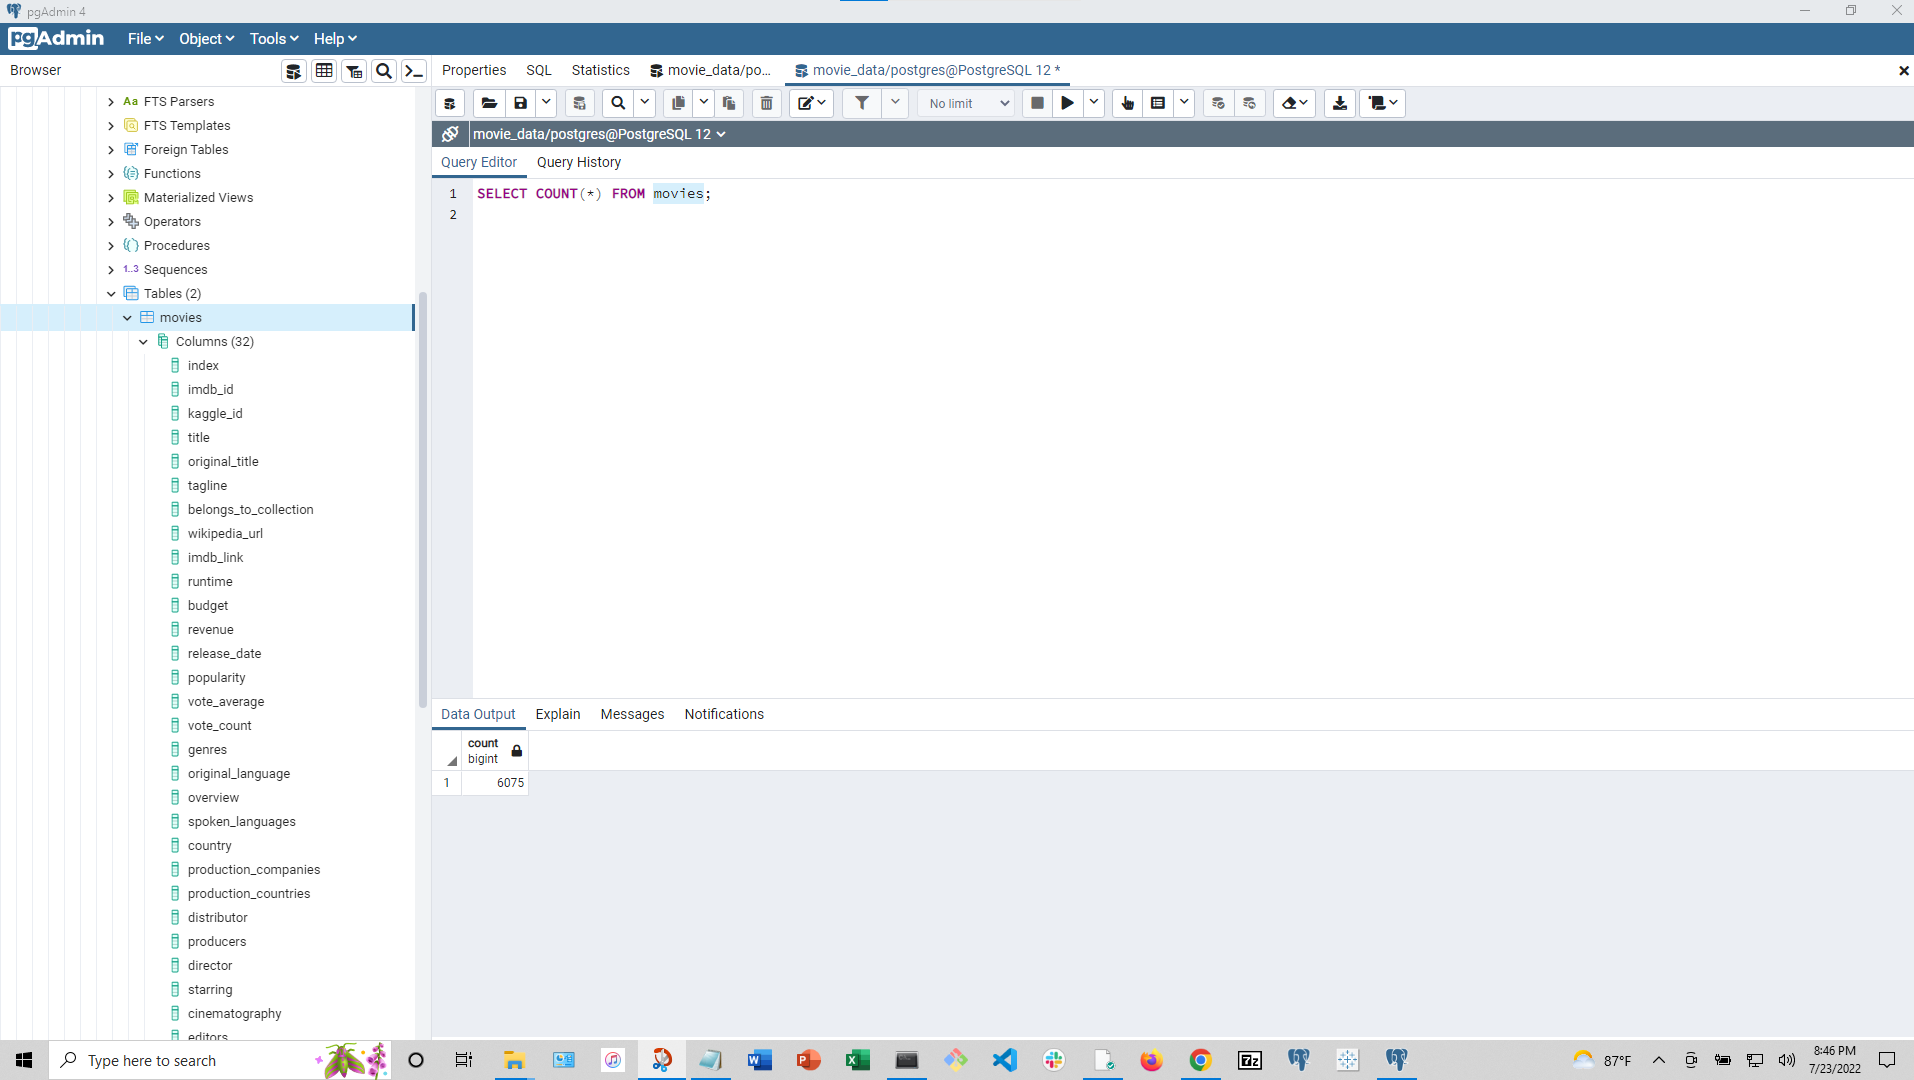 pgAdmin 4
pgAdmin File Object Tools Help
Browser
Properties SQL Statistics movie_data/po... movie_data/postgres@PostgreSQL 12 *
No limit
movie_data/postgres@PostgreSQL 12
Query Editor Query History
1 SELECT COUNT(*) FROM movies;
2
Aa FTS Parsers
FTS Templates
Foreign Tables
Functions
Materialized Views
Operators
Procedures
1..3 Sequences
Tables (2)
movies
Columns (32)
index
imdb_id
kaggle_id
title
original_title
tagline
belongs_to_collection
wikipedia_url
imdb_link
runtime
budget
revenue
release_date
popularity
vote_average
vote_count
genres
original_language
overview
spoken_languages
country
production_companies
production_countries
distributor
producers
director
starring
cinematography
editors
Data Output Explain Messages Notifications
count
bigint
1 6075
Type here to search
7z
87°F
8:46 PM
7/23/2022